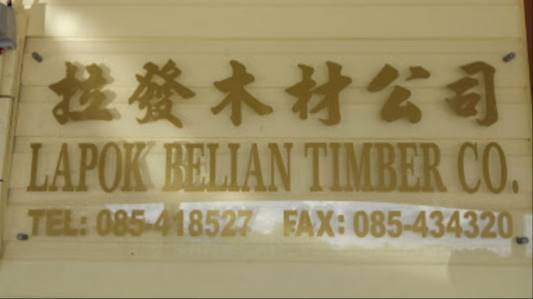 拉發木材公司
LAPOK BELIAN TIMBER CO.
TEL: 085-418527 FAX: 085-434320